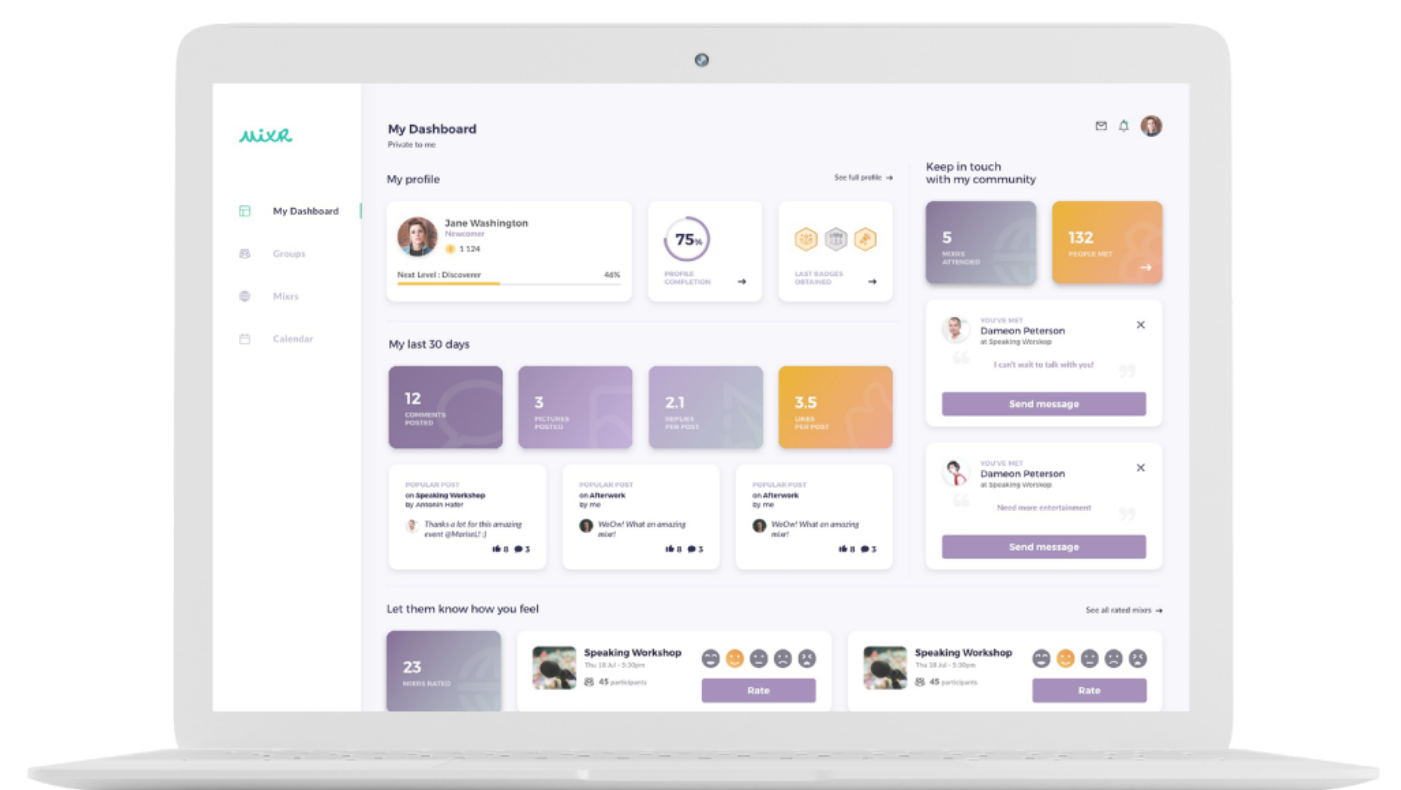 MIXR
My Dashboard
Groups
Mixrs
Calendar
My Dashboard
Private to me
My profile
See full profile →
Jane Washington
Newcomer
1 124
Next Level : Discoverer
46%
75%
PROFILE
COMPLETION →
LAST BADGES
OBTAINED →
My last 30 days
12
COMMENTS
POSTED
3
PICTURES
POSTED
2.1
REPLIES
PER POST
3.5
LIKES
PER POST
POPULAR POST
on Speaking Workshop
by Antonin Hafer
Thanks a lot for this amazing
event @MariseL! :)
8 3
POPULAR POST
on Afterwork
by me
WoOw! What an amazing
mixr!
8 3
POPULAR POST
on Afterwork
by me
WoOw! What an amazing
mixr!
8 3
Keep in touch
with my community
5
MIXRS
ATTENDED
132
PEOPLE MET
→
YOU'VE MET
Dameon Peterson
at Speaking Worskop
“ I can't wait to talk with you! ”
Send message
YOU'VE MET
Dameon Peterson
at Speaking Worskop
“ Need more entertainment ”
Send message
Let them know how you feel
See all rated mixrs →
23
MIXRS RATED
Speaking Workshop
Thu 18 Jul - 5:30pm
45 participants
Rate
Speaking Workshop
Thu 18 Jul - 5:30pm
45 participants
Rate